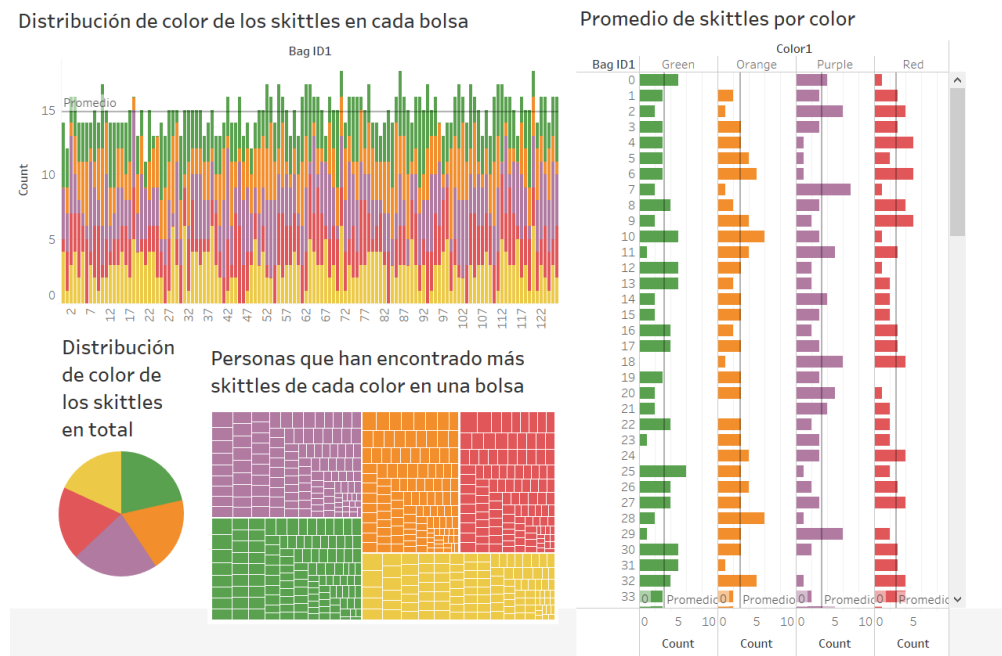 Distribución de color de los skittles en cada bolsa
Bag ID1
Promedio
15
10
5
0
Count
2 7 12 17 22 27 32 37 42 47 52 57 62 67 72 77 82 87 92 97 102 107 112 117 122
Distribución
de color de
los skittles
en total
Personas que han encontrado más
skittles de cada color en una bolsa
Promedio de skittles por color
Color1
Bag ID1 Green Orange Purple Red
0
1
2
3
4
5
6
7
8
9
10
11
12
13
14
15
16
17
18
19
20
21
22
23
24
25
26
27
28
29
30
31
32
33
0 Promedio 0 Promedio 0 Promedio 0 Promedio
0 5 10 0 5 10 0 5 10 0 5
Count Count Count Count